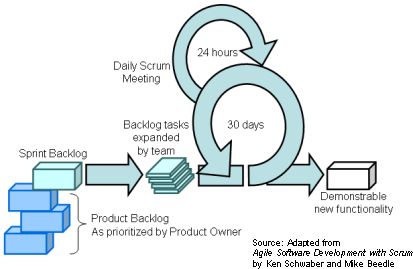 24 hours
Daily Scrum
Meeting
30 days
Backlog tasks
expanded
by team
Sprint Backlog
Demonstrable
new functionality
Product Backlog
As prioritized by Product Owner
Source: Adapted from
Agile Software Development with Scrum
by Ken Schwaber and Mike Beedle